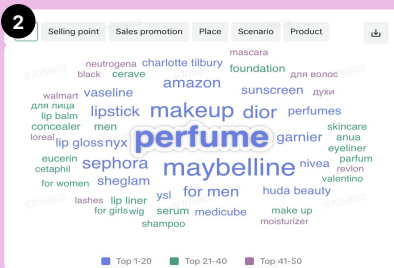 2
Selling point Sales promotion Place Scenario Product
mascara
neutrogena charlotte tilbury foundation
black cerave для волос
amazon
walmart vaseline sunscreen духи
для лица lipstick makeup dior perfumes
lip balm
concealer men skincare
loreal lip gloss nyx perfume garnier anua
eyeliner
eucerin sephora maybelline nivea parfum
cetaphil revlon
for women sheglam valentino
ysl for men huda beauty
lashes lip liner
for girls wig serum medicube make up
shampoo moisturizer
Top 1-20 Top 21-40 Top 41-50